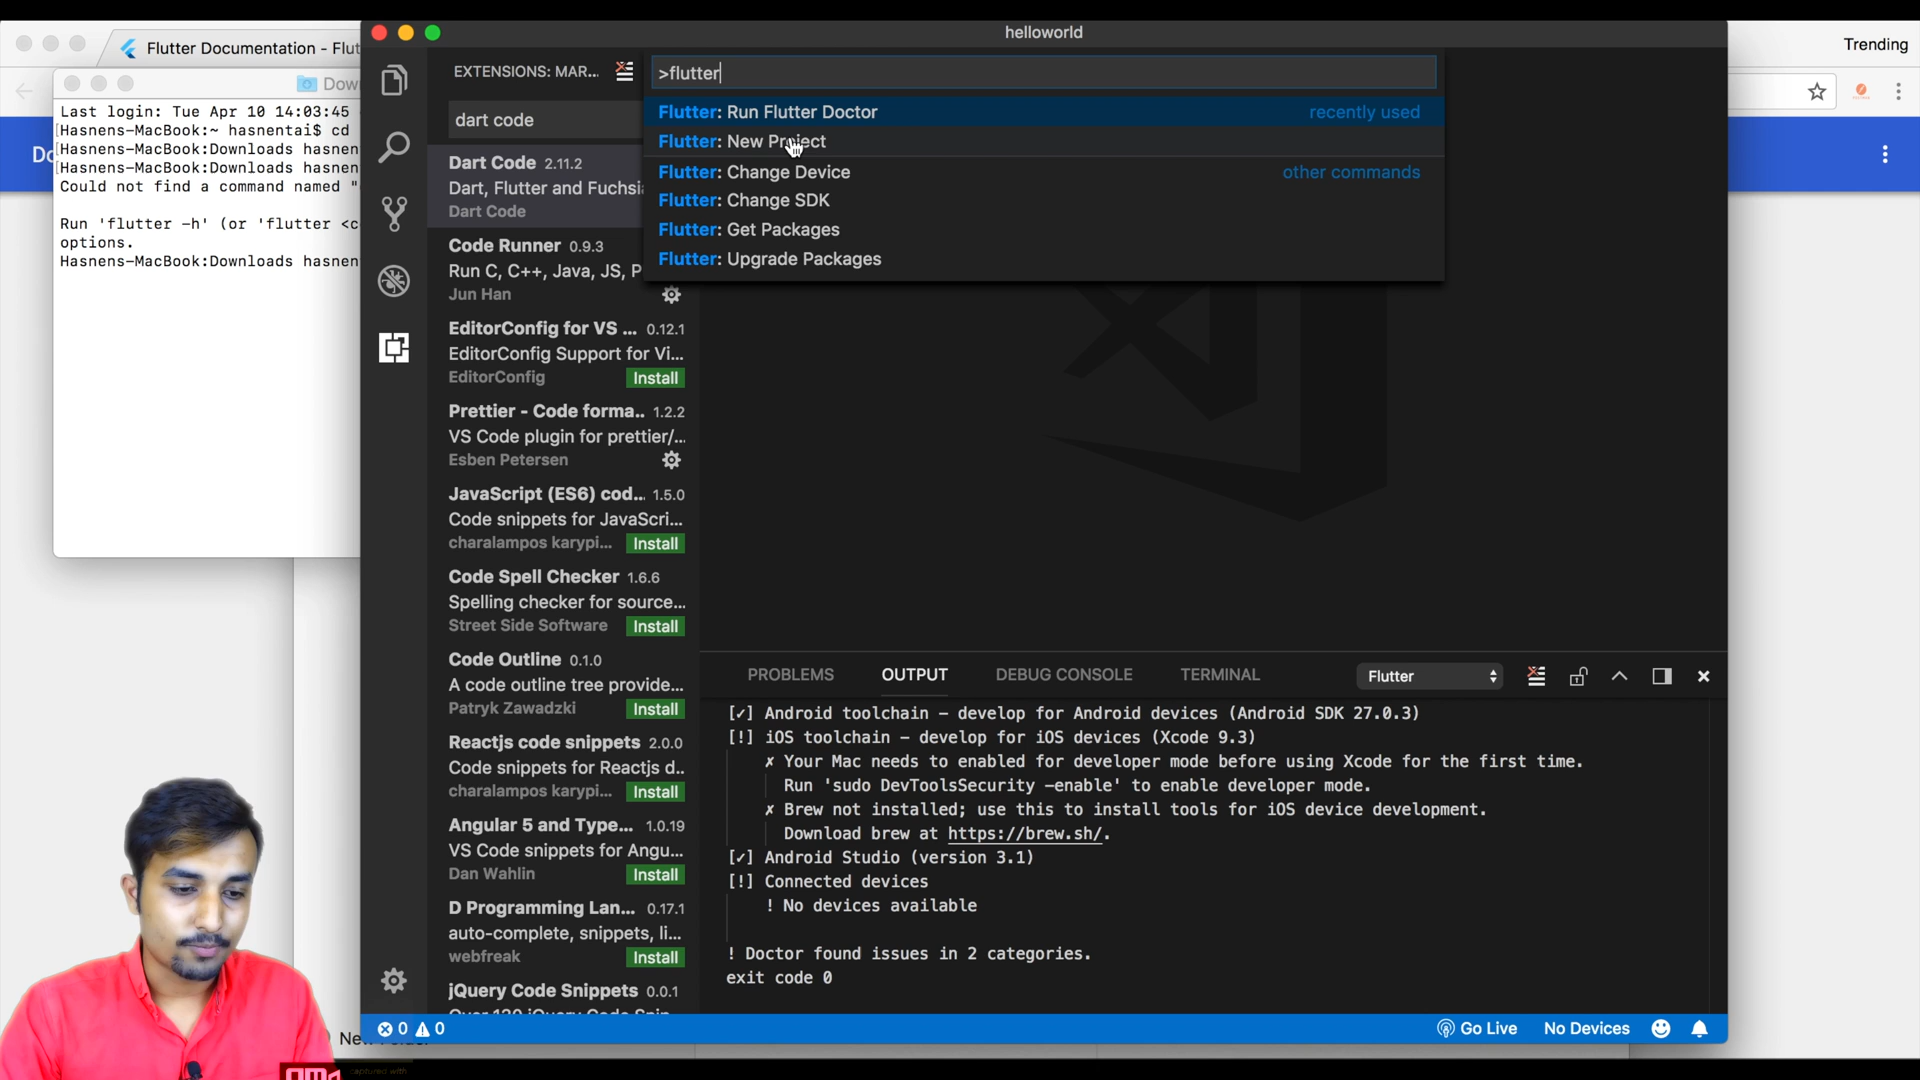 helloworld
Flutter Documentation - Flut
Trending
Dow
Last login: Tue Apr 10 14:03:45
[Hasnens-MacBook:~ hasnentai$ cd
[Hasnens-MacBook:Downloads hasnen
[Hasnens-MacBook:Downloads hasnen
Could not find a command named "
Run 'flutter -h' (or 'flutter <c
options.
Hasnens-MacBook:Downloads hasnen
EXTENSIONS: MAR...
dart code
Dart Code 2.11.2
Dart, Flutter and Fuchsi
Dart Code
Code Runner 0.9.3
Run C, C++, Java, JS, P
Jun Han
EditorConfig for VS ... 0.12.1
EditorConfig Support for Vi...
EditorConfig Install
Prettier - Code forma.. 1.2.2
VS Code plugin for prettier/...
Esben Petersen
JavaScript (ES6) cod.. 1.5.0
Code snippets for JavaScri...
charalampos karypi... Install
Code Spell Checker 1.6.6
Spelling checker for source...
Street Side Software Install
Code Outline 0.1.0
A code outline tree provide...
Patryk Zawadzki Install
Reactjs code snippets 2.0.0
Code snippets for Reactjs d..
charalampos karypi... Install
Angular 5 and Type... 1.0.19
VS Code snippets for Angu...
Dan Wahlin Install
D Programming Lan... 0.17.1
auto-complete, snippets, li...
webfreak Install
jQuery Code Snippets 0.0.1
>flutter
Flutter: Run Flutter Doctor recently used
Flutter: New Project
Flutter: Change Device other commands
Flutter: Change SDK
Flutter: Get Packages
Flutter: Upgrade Packages
PROBLEMS OUTPUT DEBUG CONSOLE TERMINAL Flutter
[✓] Android toolchain - develop for Android devices (Android SDK 27.0.3)
[!] iOS toolchain - develop for iOS devices (Xcode 9.3)
✗ Your Mac needs to enabled for developer mode before using Xcode for the first time.
Run 'sudo DevToolsSecurity -enable' to enable developer mode.
✗ Brew not installed; use this to install tools for iOS device development.
Download brew at https://brew.sh/.
[✓] Android Studio (version 3.1)
[!] Connected devices
! No devices available
! Doctor found issues in 2 categories.
exit code 0
0 0 Go Live No Devices
captured with